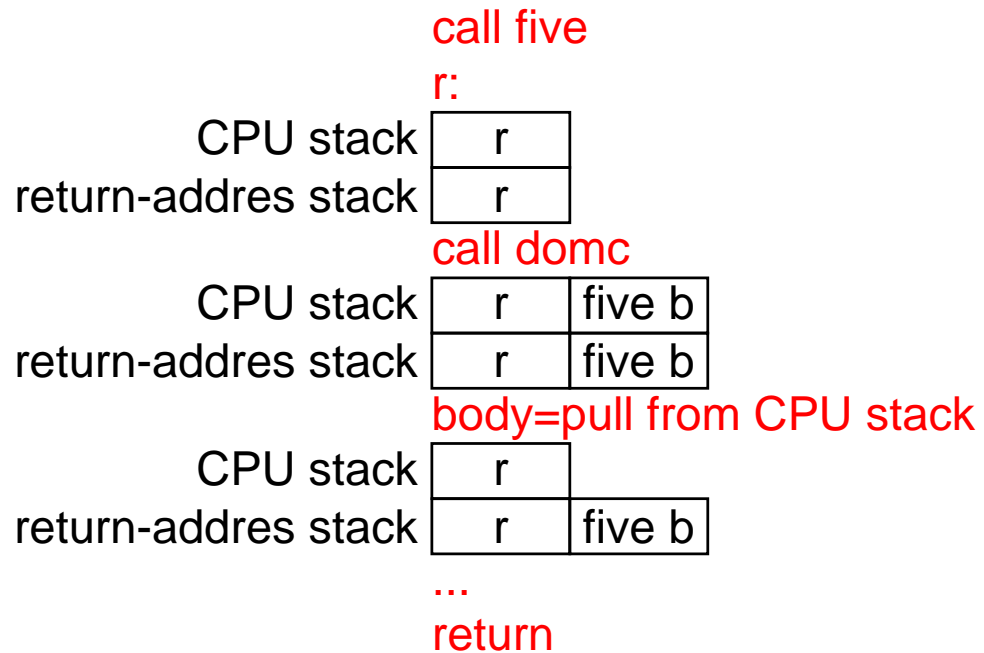 call five
r:
CPU stack r
return-addres stack r
call domc
CPU stack r five b
return-addres stack r five b
body=pull from CPU stack
CPU stack r
return-addres stack r five b
...
return